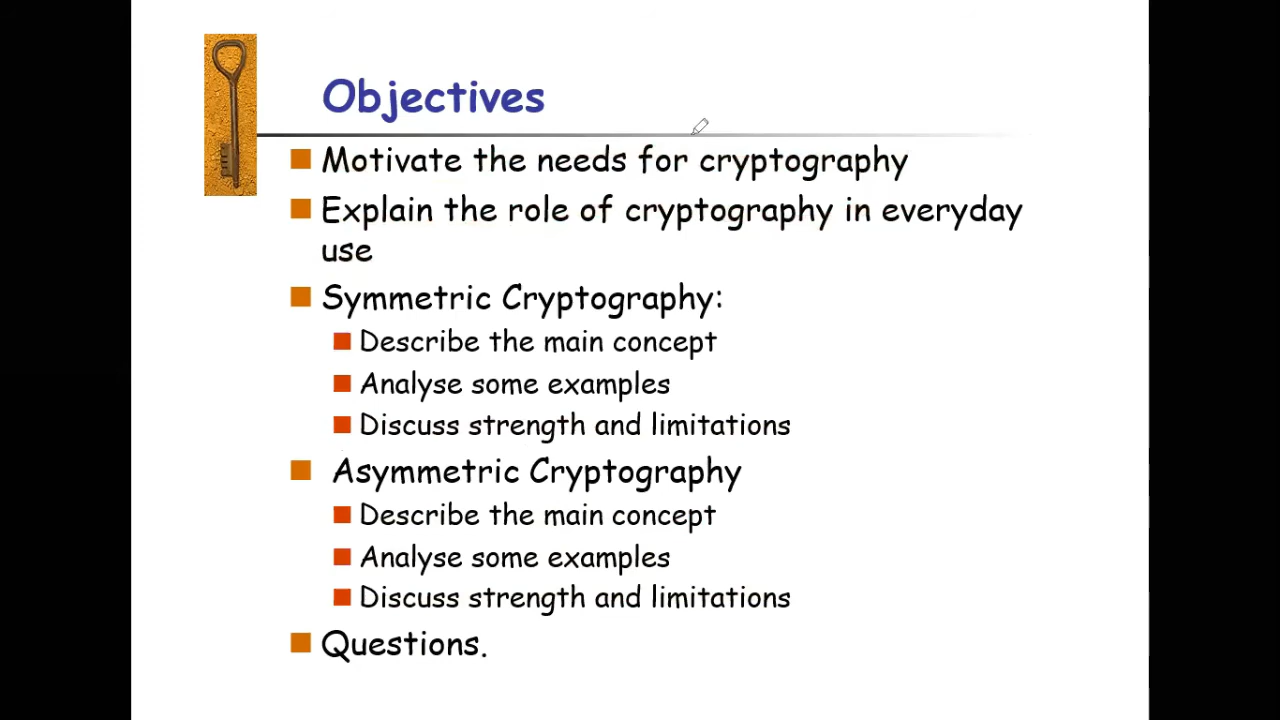 Objectives
Motivate the needs for cryptography
Explain the role of cryptography in everyday
use
Symmetric Cryptography:
Describe the main concept
Analyse some examples
Discuss strength and limitations
Asymmetric Cryptography
Describe the main concept
Analyse some examples
Discuss strength and limitations
Questions.